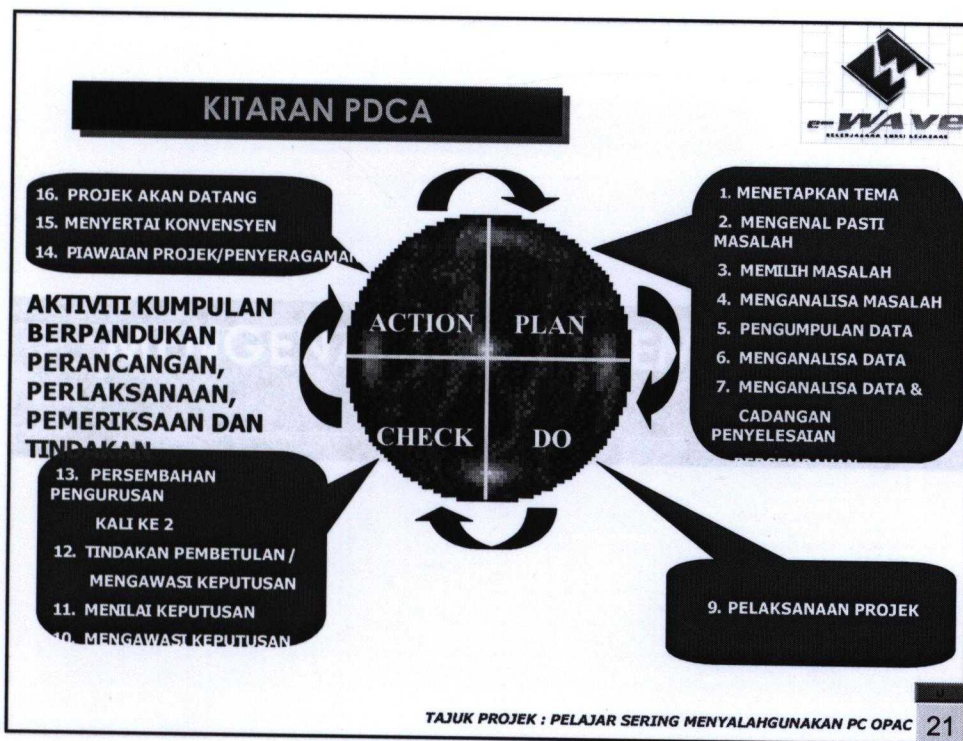 KITARAN PDCA
e-WAVE
16. PROJEK AKAN DATANG
15. MENYERTAI KONVENSYEN
14. PIAWAIAN PROJEK/PENYERAGAMAN
AKTIVITI KUMPULAN
BERPANDUKAN
PERANCANGAN,
PERLAKSANAAN,
PEMERIKSAAN DAN
TINDAKAN
ACTION
PLAN
CHECK
DO
1. MENETAPKAN TEMA
2. MENGENAL PASTI
MASALAH
3. MEMILIH MASALAH
4. MENGANALISA MASALAH
5. PENGUMPULAN DATA
6. MENGANALISA DATA
7. MENGANALISA DATA &
CADANGAN
PENYELESAIAN
PERSEMBAHAN
13. PERSEMBAHAN
PENGURUSAN
KALI KE 2
12. TINDAKAN PEMBETULAN /
MENGAWASI KEPUTUSAN
11. MENILAI KEPUTUSAN
10. MENGAWASI KEPUTUSAN
9. PELAKSANAAN PROJEK
TAJUK PROJEK : PELAJAR SERING MENYALAHGUNAKAN PC OPAC
21